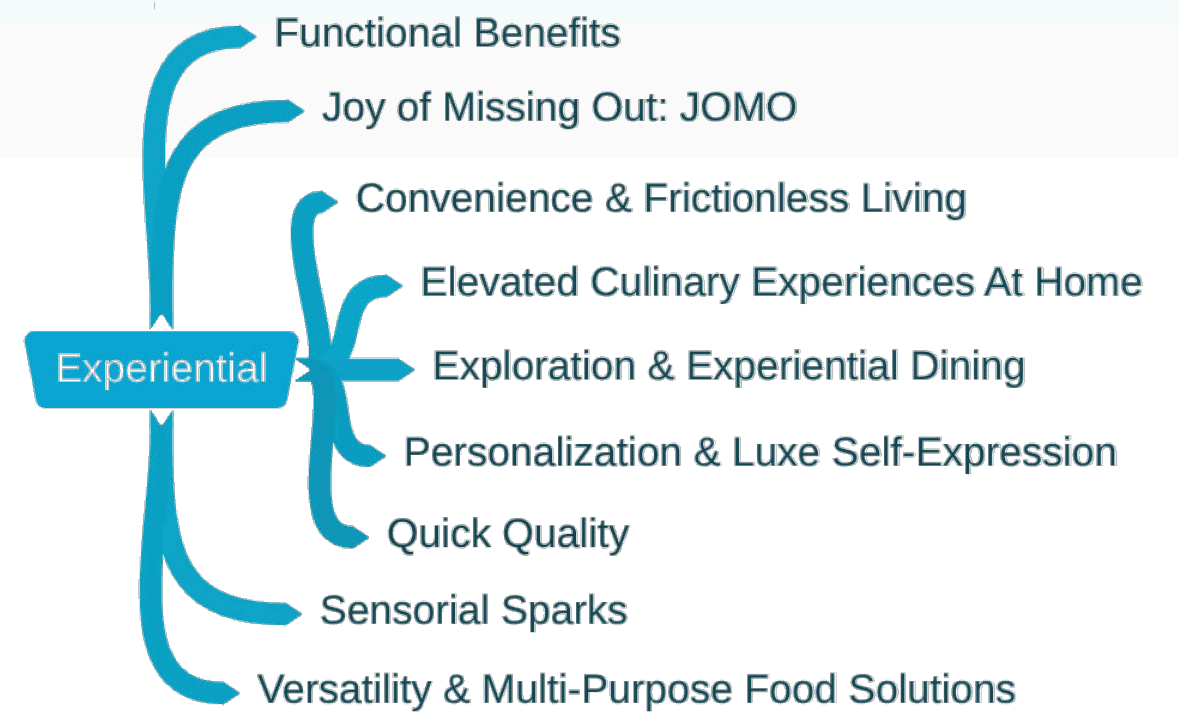 Functional Benefits
Joy of Missing Out: JOMO
Convenience & Frictionless Living
Elevated Culinary Experiences At Home
Experiential
Exploration & Experiential Dining
Personalization & Luxe Self-Expression
Quick Quality
Sensorial Sparks
Versatility & Multi-Purpose Food Solutions